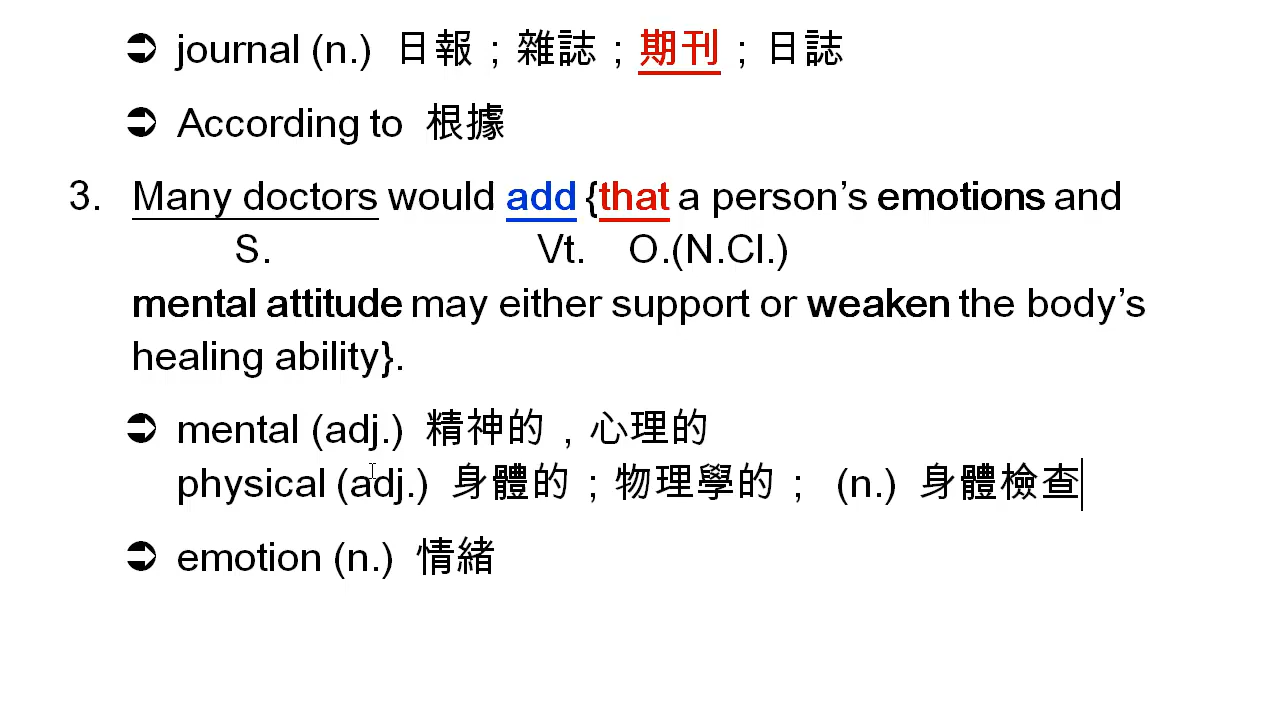 ➲ journal (n.) 日報；雜誌；期刊；日誌
➲ According to 根據
3. Many doctors would add {that a person’s emotions and
S. Vt. O.(N.Cl.)
mental attitude may either support or weaken the body’s
healing ability}.
➲ mental (adj.) 精神的，心理的
physical (adj.) 身體的；物理學的； (n.) 身體檢查
➲ emotion (n.) 情緒